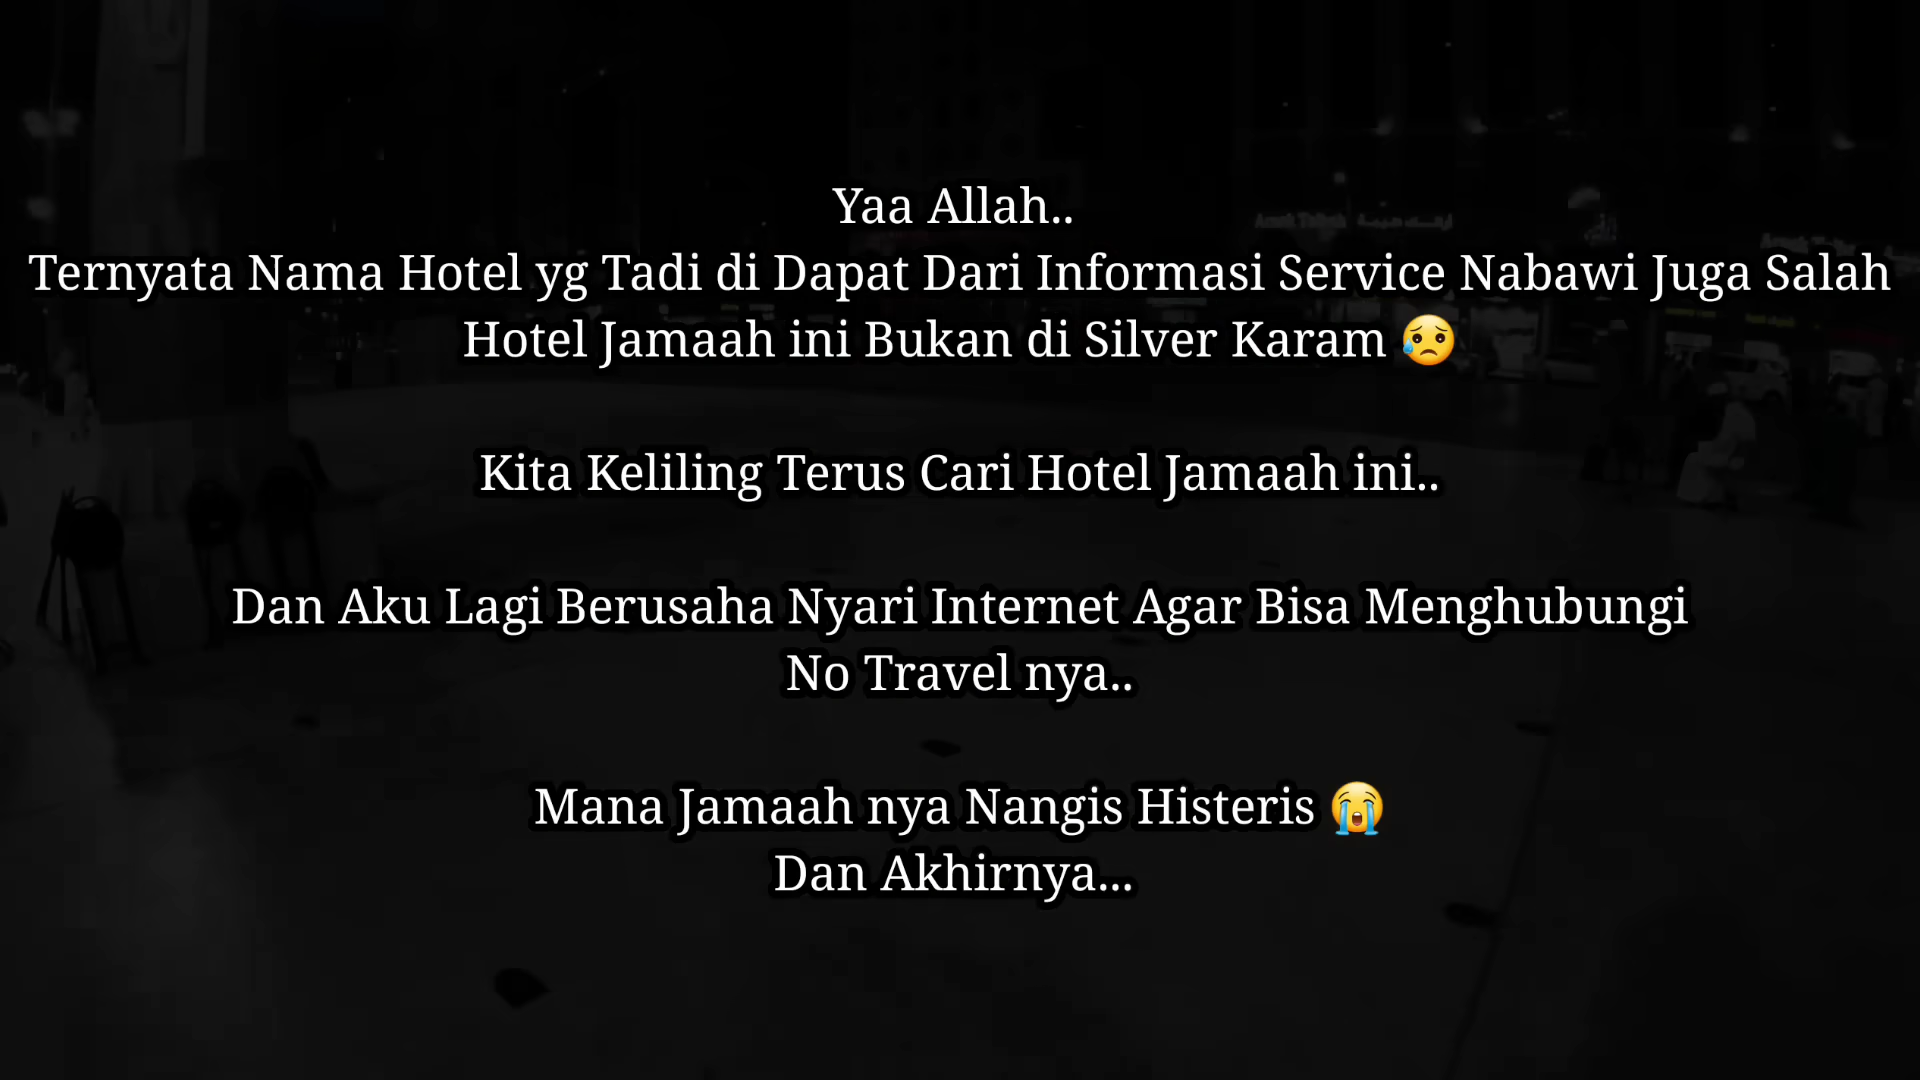 Yaa Allah..
Ternyata Nama Hotel yg Tadi di Dapat Dari Informasi Service Nabawi Juga Salah
Hotel Jamaah ini Bukan di Silver Karam 😥
Kita Keliling Terus Cari Hotel Jamaah ini..
Dan Aku Lagi Berusaha Nyari Internet Agar Bisa Menghubungi
No Travel nya..
Mana Jamaah nya Nangis Histeris 😭
Dan Akhirnya...